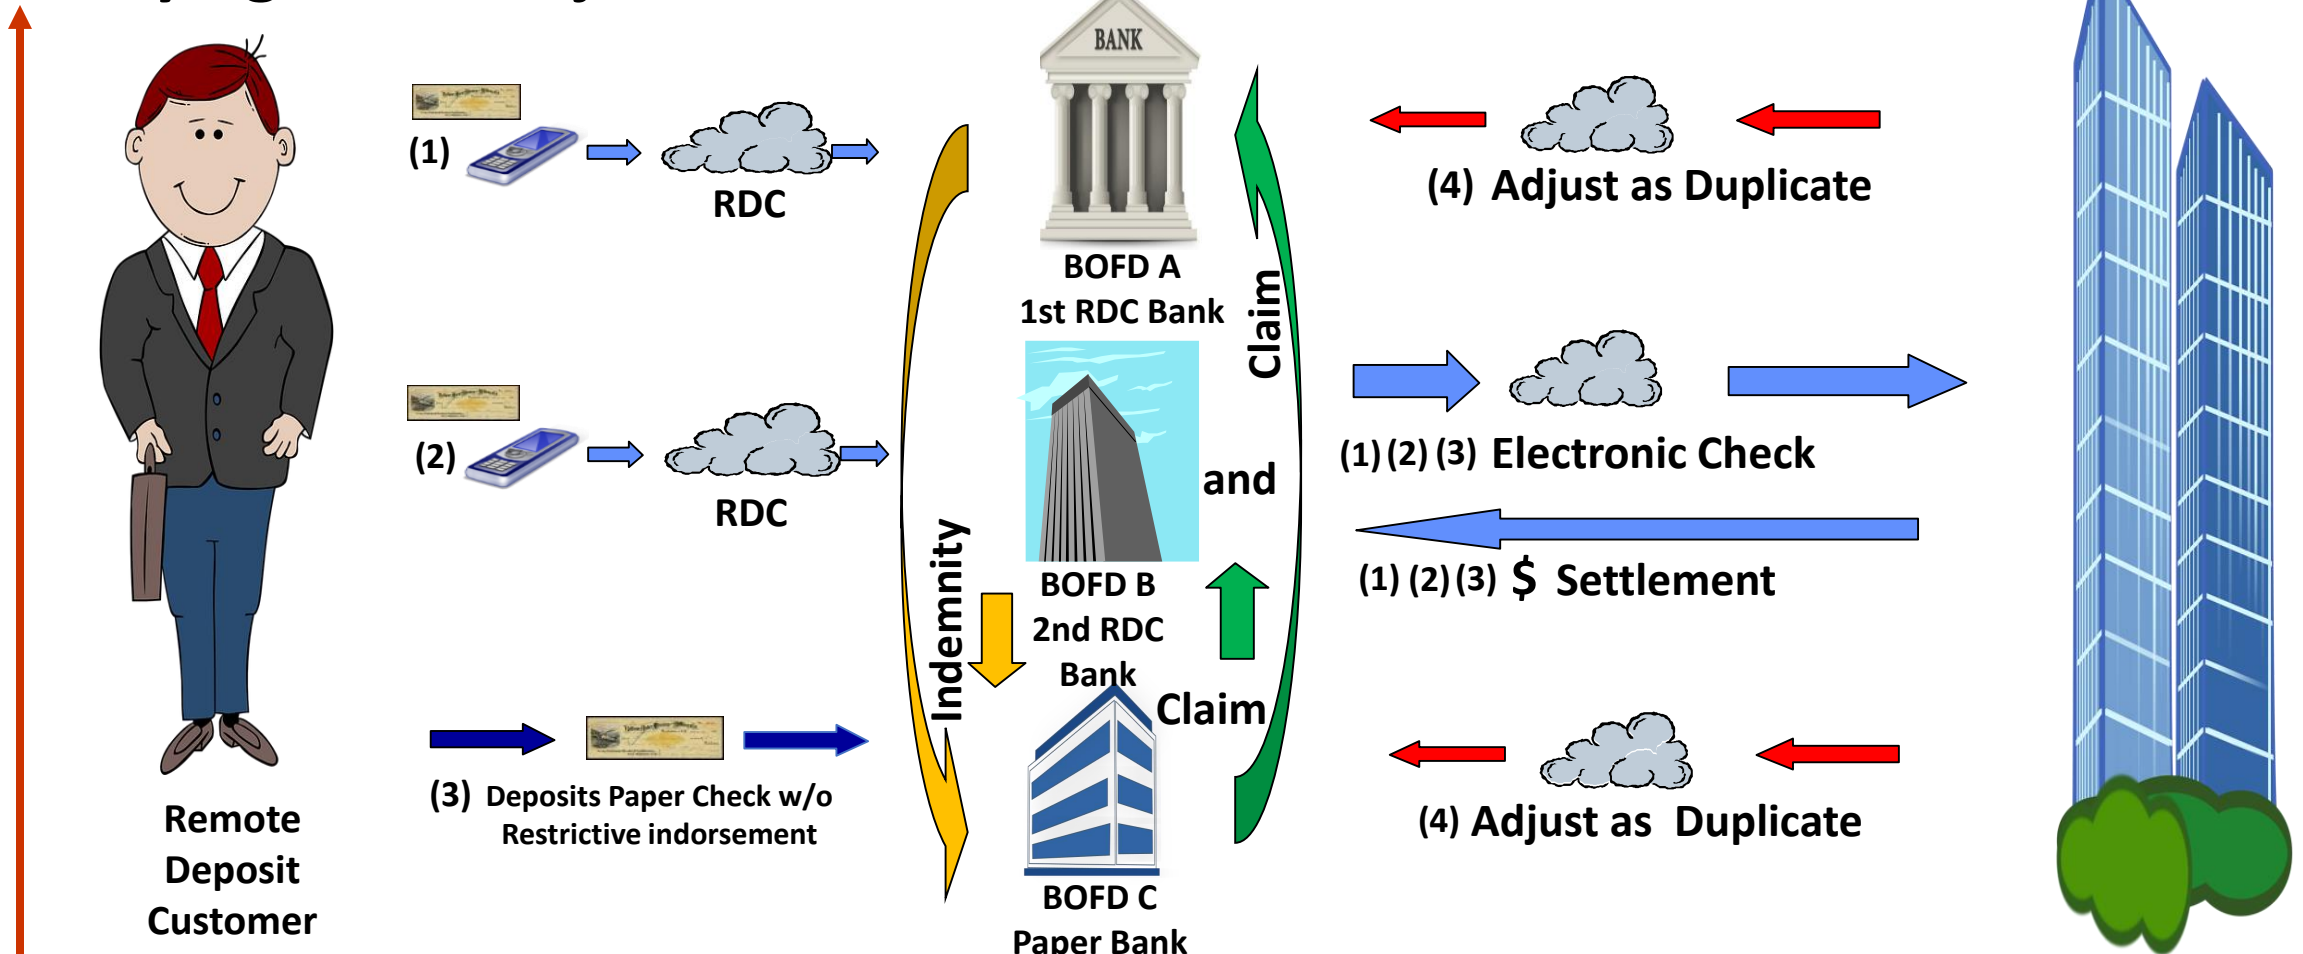 BANK
(1)
RDC
BOFD A
1st RDC Bank
(4) Adjust as Duplicate
Claim
(2)
RDC
and
(1) (2) (3) Electronic Check
(1) (2) (3) $ Settlement
Indemnity
BOFD B
2nd RDC
Bank
Claim
(3) Deposits Paper Check w/o
Restrictive indorsement
(4) Adjust as Duplicate
Remote
Deposit
Customer
BOFD C
Paper Bank